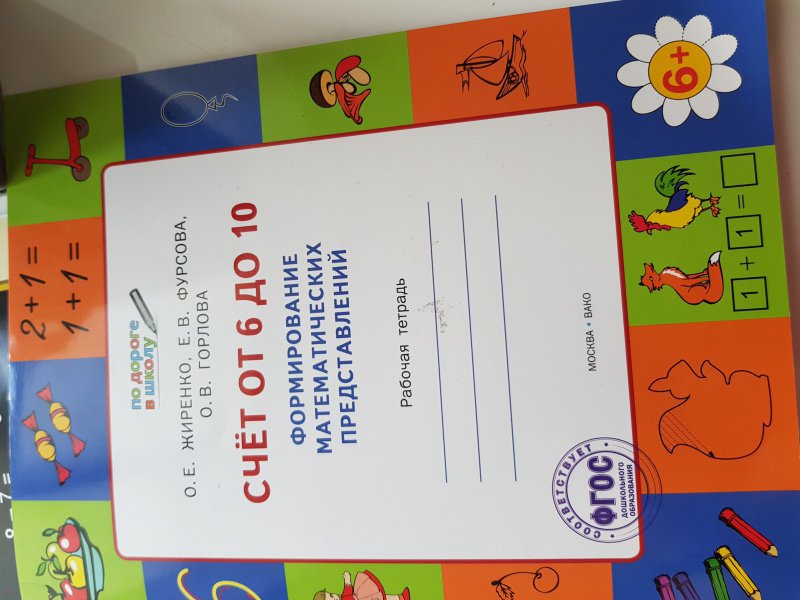 по дороге
в школу
О. Е. ЖИРЕНКО, Е. В. ФУРСОВА,
О. В. ГОРЛОВА
СЧЁТ ОТ 6 ДО 10
ФОРМИРОВАНИЕ
МАТЕМАТИЧЕСКИХ
ПРЕДСТАВЛЕНИЙ
Рабочая тетрадь
МОСКВА • ВАКО
СООТВЕТСТВУЕТ
ФГОС
ДОШКОЛЬНОГО
ОБРАЗОВАНИЯ
6+
2+1=
1+1=
1 + 1 =